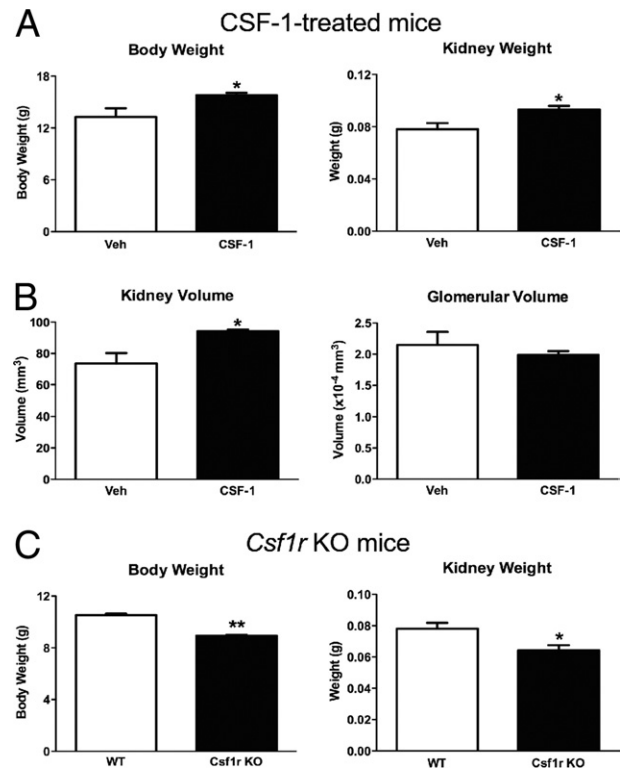 A
CSF-1-treated mice
Body Weight
Body Weight (g)
18
12
6
0
*
Veh
CSF-1
Kidney Weight
Weight (g)
0.12
0.08
0.04
0.00
*
Veh
CSF-1
B
Kidney Volume
Volume (mm³)
100
80
60
40
20
0
*
Veh
CSF-1
Glomerular Volume
Volume (x10⁻⁴ mm³)
2.5
2.0
1.5
1.0
0.5
0.0
Veh
CSF-1
C
Csf1r KO mice
Body Weight
Body Weight (g)
12
8
4
0
**
WT
Csf1r KO
Kidney Weight
Weight (g)
0.10
0.08
0.06
0.04
0.02
0.00
*
WT
Csf1r KO